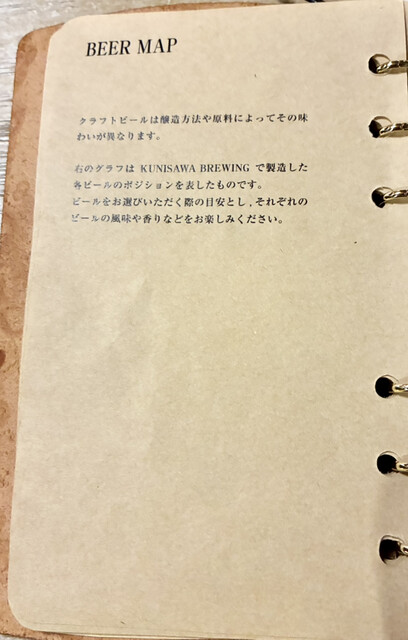 BEER MAP
クラフトビールは醸造方法や原料によってその味
わいが異なります。
右のグラフは KUNISAWA BREWING で製造した
各ビールのポジションを表したものです。
ビールをお選びいただく際の目安とし、それぞれの
ビールの風味や香りなどをお楽しみください。